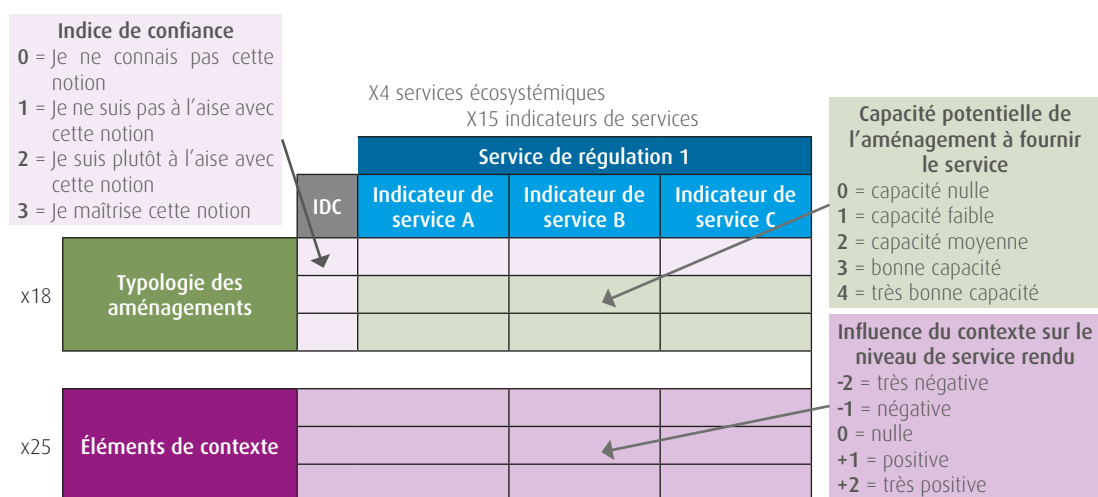 Indice de confiance
0 = Je ne connais pas cette
notion
1 = Je ne suis pas à l'aise avec
cette notion
2 = Je suis plutôt à l'aise avec
cette notion
3 = Je maîtrise cette notion
X4 services écosystémiques
X15 indicateurs de services
Service de régulation 1
IDC
Indicateur de
service A
Indicateur de
service B
Indicateur de
service C
Capacité potentielle de
l'aménagement à fournir
le service
0 = capacité nulle
1 = capacité faible
2 = capacité moyenne
3 = bonne capacité
4 = très bonne capacité
x18
Typologie des
aménagements
Influence du contexte sur le
niveau de service rendu
-2 = très négative
-1 = négative
0 = nulle
+1 = positive
+2 = très positive
x25
Éléments de contexte